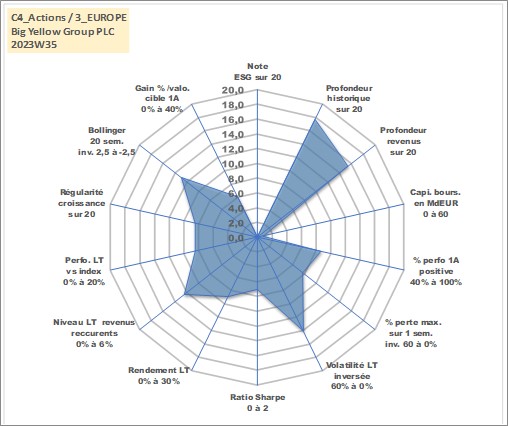 C4_Actions / 3_EUROPE
Big Yellow Group PLC
2023W35
Note
ESG sur 20
Profondeur
historique
sur 20
Profondeur
revenus
sur 20
Capi. bours.
en MdEUR
0 à 60
% perfo 1A
positive
40% à 100%
% perte max.
sur 1 sem.
inv. 60 à 0%
Volatilité LT
inversée
60% à 0%
Ratio Sharpe
0 à 2
Rendement LT
0% à 30%
Niveau LT revenus
reccurents
0% à 6%
Perfo. LT
vs index
0% à 20%
Régularité
croissance
sur 20
Bollinger
20 sem.
inv. 2,5 à -2,5
Gain % /valo.
cible 1A
0% à 40%
20,0
18,0
16,0
14,0
12,0
10,0
8,0
6,0
4,0
2,0
0,0